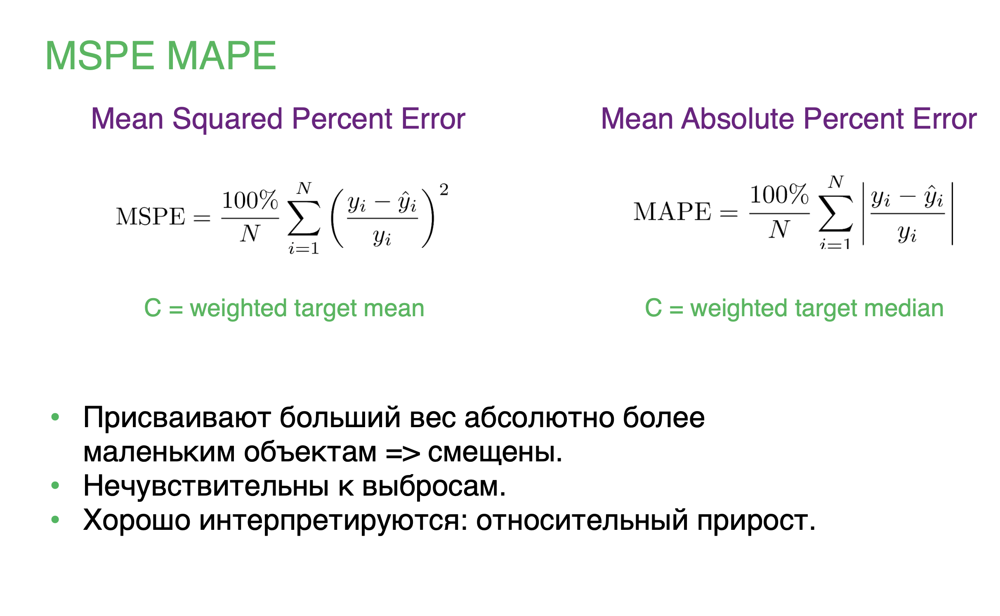 MSPE MAPE
Mean Squared Percent Error
Mean Absolute Percent Error
MSPE = \frac{100\%}{N} \sum_{i=1}^{N} \left( \frac{y_i - \hat{y}_i}{y_i} \right)^2
MAPE = \frac{100\%}{N} \sum_{i=1}^{N} \left| \frac{y_i - \hat{y}_i}{y_i} \right|
C = weighted target mean
C = weighted target median
• Присваивают больший вес абсолютно более
маленьким объектам => смещены.
• Нечувствительны к выбросам.
• Хорошо интерпретируются: относительный прирост.